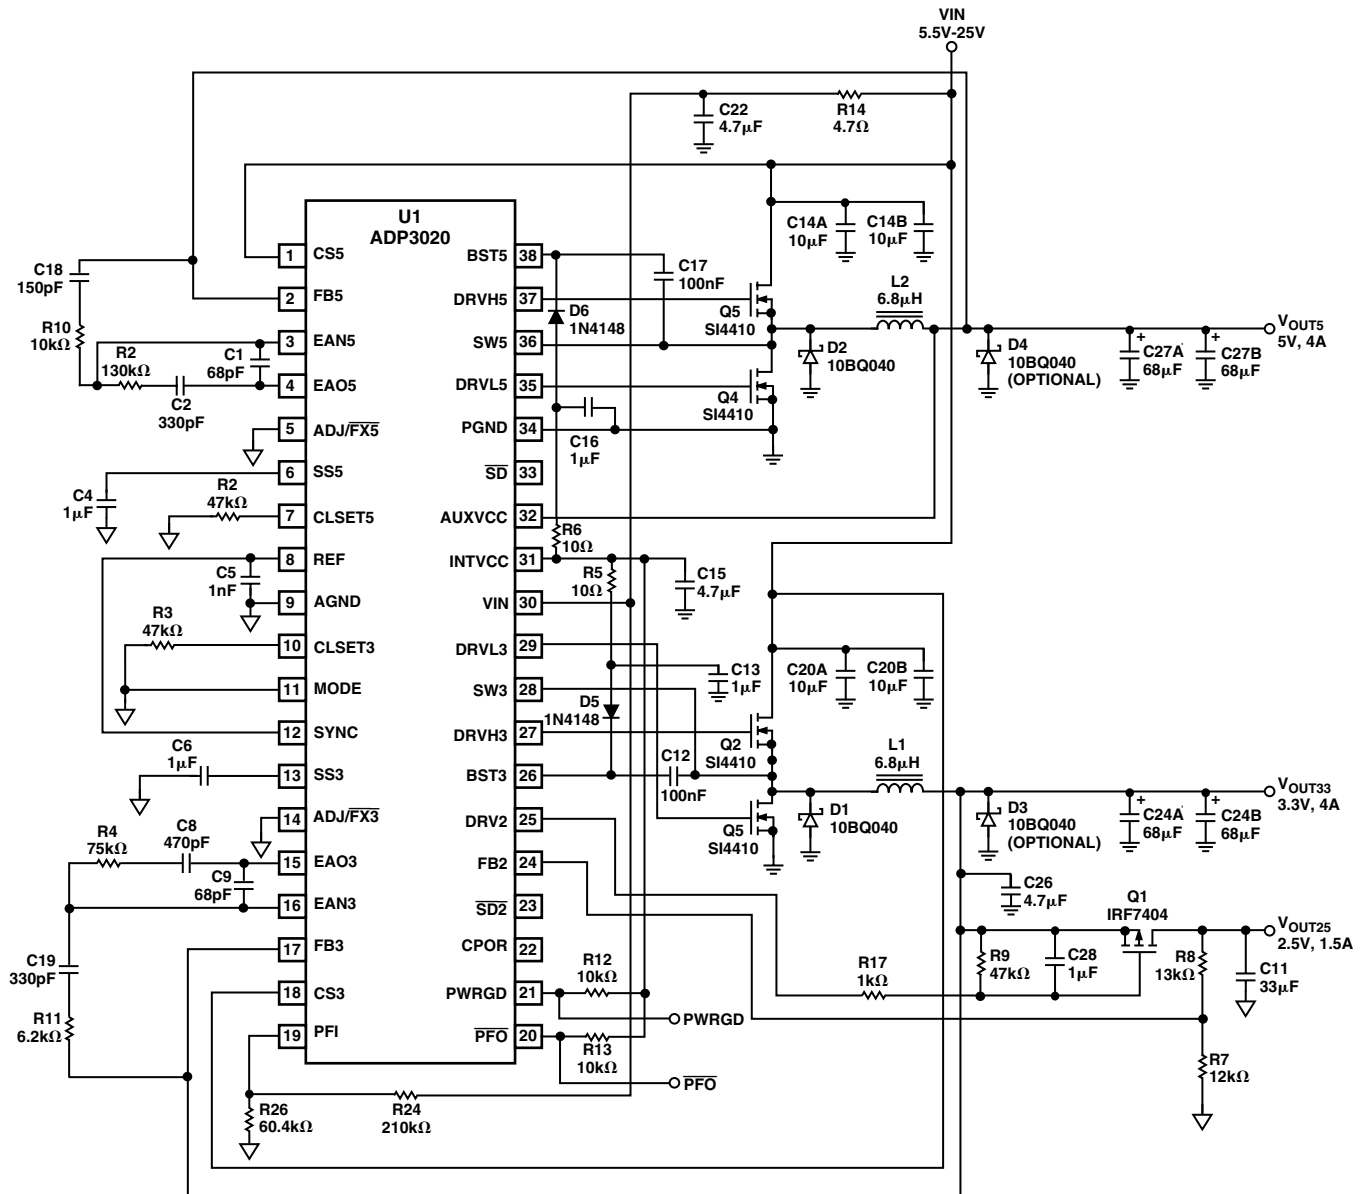 VIN
5.5V-25V
C22
4.7μF
R14
4.7Ω
U1
ADP3020
C14A
10μF
C14B
10μF
1 CS5
2 FB5
3 EAN5
4 EAO5
5 ADJ/FX5
6 SS5
7 CLSET5
8 REF
9 AGND
10 CLSET3
11 MODE
12 SYNC
13 SS3
14 ADJ/FX3
15 EAO3
16 EAN3
17 FB3
18 CS3
19 PFI
BST5 38
DRVH5 37
SW5 36
DRVL5 35
PGND 34
SD 33
AUXVCC 32
INTVCC 31
VIN 30
DRVL3 29
SW3 28
DRVH3 27
BST3 26
DRV2 25
FB2 24
SD2 23
CPOR 22
PWRGD 21
PFO 20
C18
150pF
R10
10kΩ
R2
130kΩ
C1
68pF
C2
330pF
C4
1μF
R2
47kΩ
C5
1nF
R3
47kΩ
C6
1μF
R4
75kΩ
C8
470pF
C9
68pF
C19
330pF
R11
6.2kΩ
R26
60.4kΩ
R24
210kΩ
C17
100nF
D6
1N4148
Q5
SI4410
L2
6.8μH
D2
10BQ040
D4
10BQ040
(OPTIONAL)
+
C27A
68μF
+
C27B
68μF
VOUT5
5V, 4A
Q4
SI4410
C16
1μF
R6
10Ω
R5
10Ω
C15
4.7μF
C13
1μF
D5
1N4148
C12
100nF
C20A
10μF
C20B
10μF
Q2
SI4410
L1
6.8μH
Q5
SI4410
D1
10BQ040
D3
10BQ040
(OPTIONAL)
+
C24A
68μF
+
C24B
68μF
VOUT33
3.3V, 4A
C26
4.7μF
Q1
IRF7404
VOUT25
2.5V, 1.5A
R17
1kΩ
R9
47kΩ
C28
1μF
R8
13kΩ
C11
33μF
R7
12kΩ
R12
10kΩ
PWRGD
R13
10kΩ
PFO